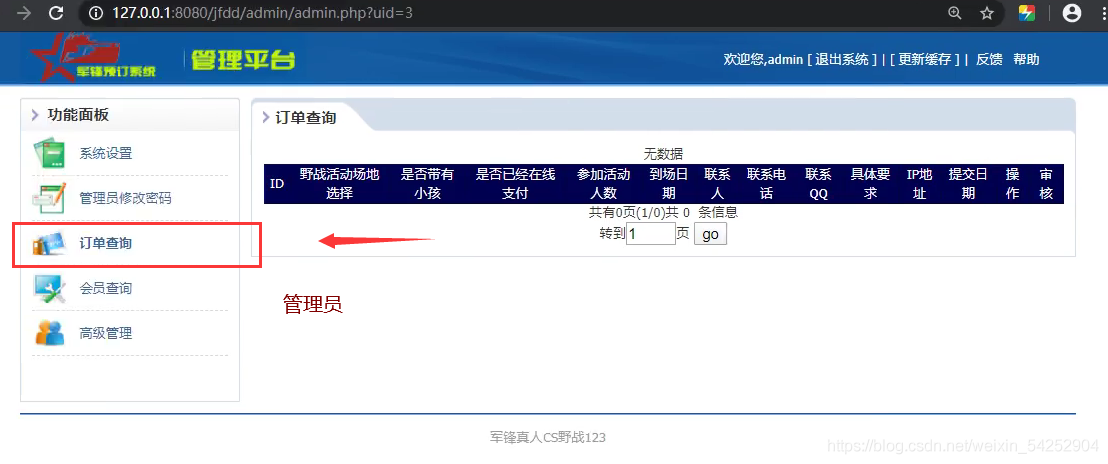 127.0.0.1:8080/jfdd/admin/admin.php?uid=3
军锋预订系统
管理平台
欢迎您,admin [ 退出系统 ] | [ 更新缓存 ] | 反馈 帮助
功能面板
系统设置
管理员修改密码
订单查询
会员查询
高级管理
订单查询
无数据
ID 野战活动场地选择 是否带有小孩 是否已经在线支付 参加活动人数 到场日期 联系人 联系电话 联系QQ 具体要求 IP地址 提交日期 操作 审核
共有0页(1/0)共 0 条信息
转到 1 页 go
管理员
军锋真人CS野战123
https://blog.csdn.net/weixin_54252904